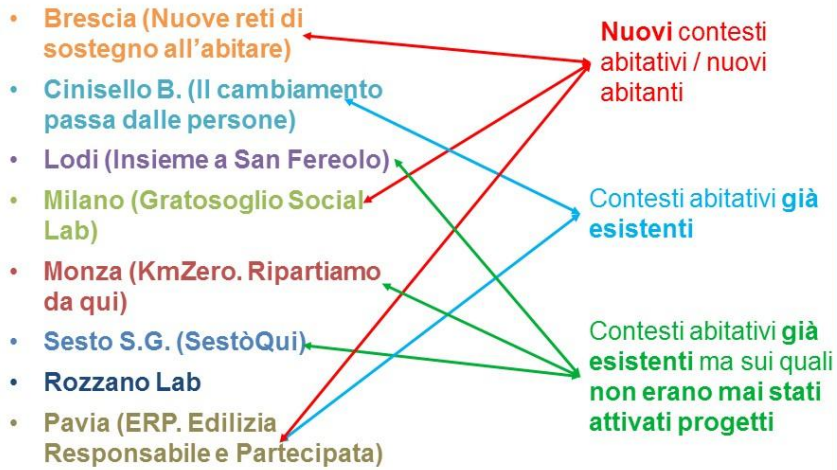 • Brescia (Nuove reti di
sostegno all'abitare)
• Cinisello B. (Il cambiamento
passa dalle persone)
• Lodi (Insieme a San Fereolo)
• Milano (Gratosoglio Social
Lab)
• Monza (KmZero. Ripartiamo
da qui)
• Sesto S.G. (SestòQui)
• Rozzano Lab
• Pavia (ERP. Edilizia
Responsabile e Partecipata)
Nuovi contesti
abitativi / nuovi
abitanti
Contesti abitativi già
esistenti
Contesti abitativi già
esistenti ma sui quali
non erano mai stati
attivati progetti